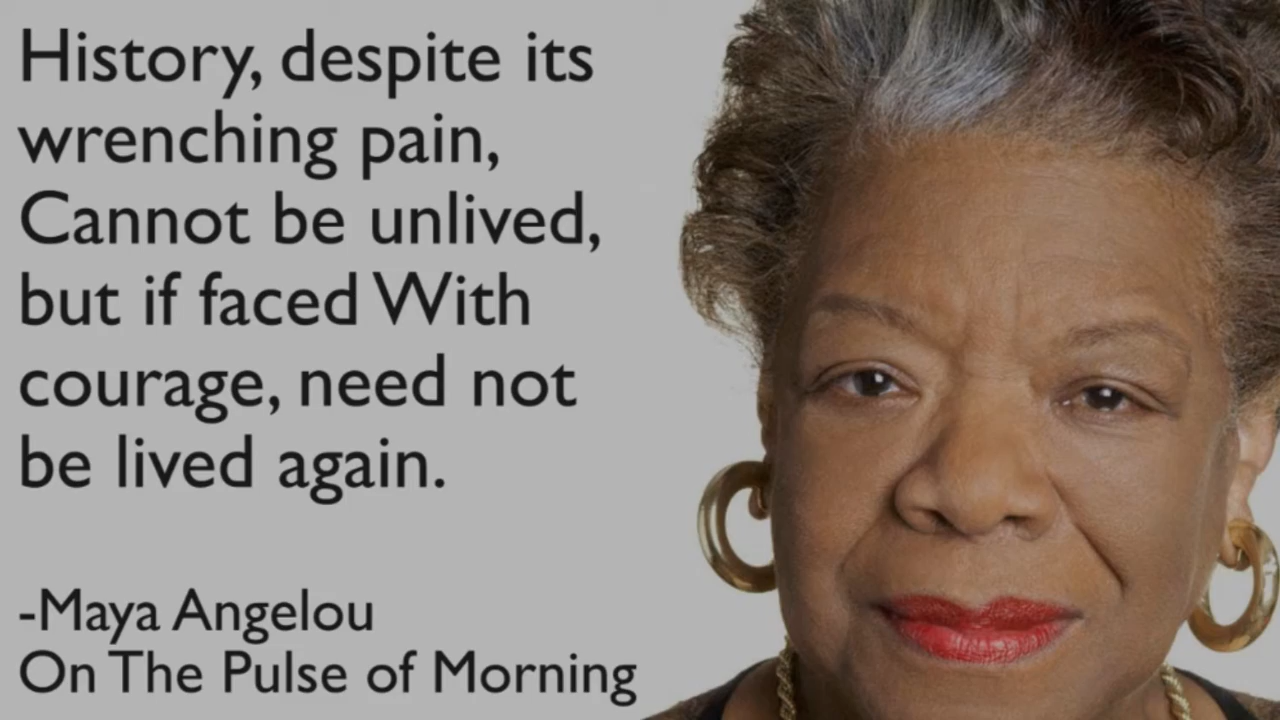 History, despite its
wrenching pain,
Cannot be unlived,
but if faced With
courage, need not
be lived again.
-Maya Angelou
On The Pulse of Morning